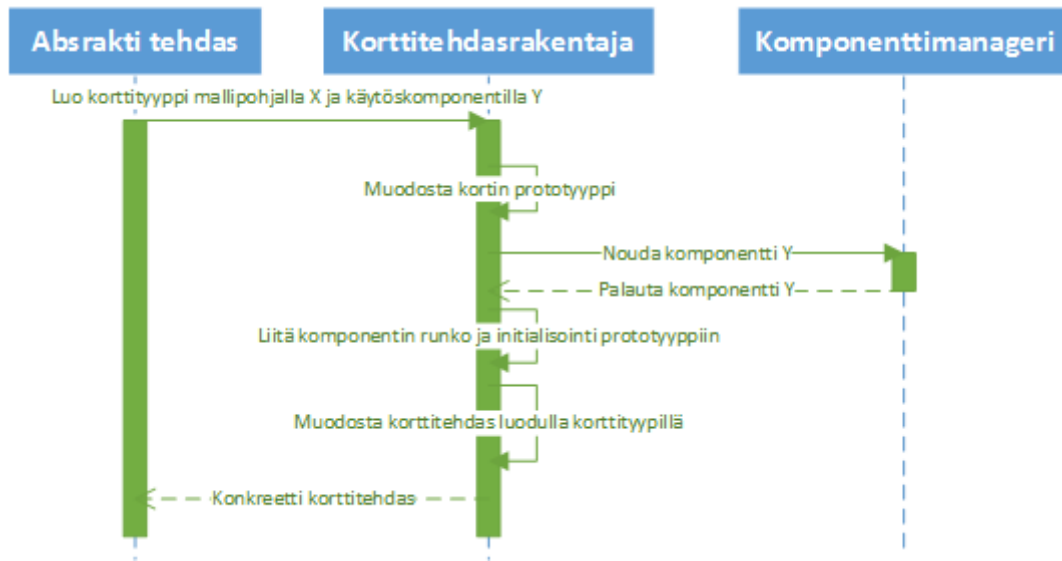 Absrakti tehdas
Korttitehdasrakentaja
Komponenttimanageri
Luo korttityyppi mallipohjalla X ja käytöskomponentilla Y
Muodosta kortin prototyyppi
Nouda komponentti Y
Palauta komponentti Y
Liitä komponentin runko ja initialisointi prototyyppiin
Muodosta korttitehdas luodulla korttityypillä
Konkreetti korttitehdas